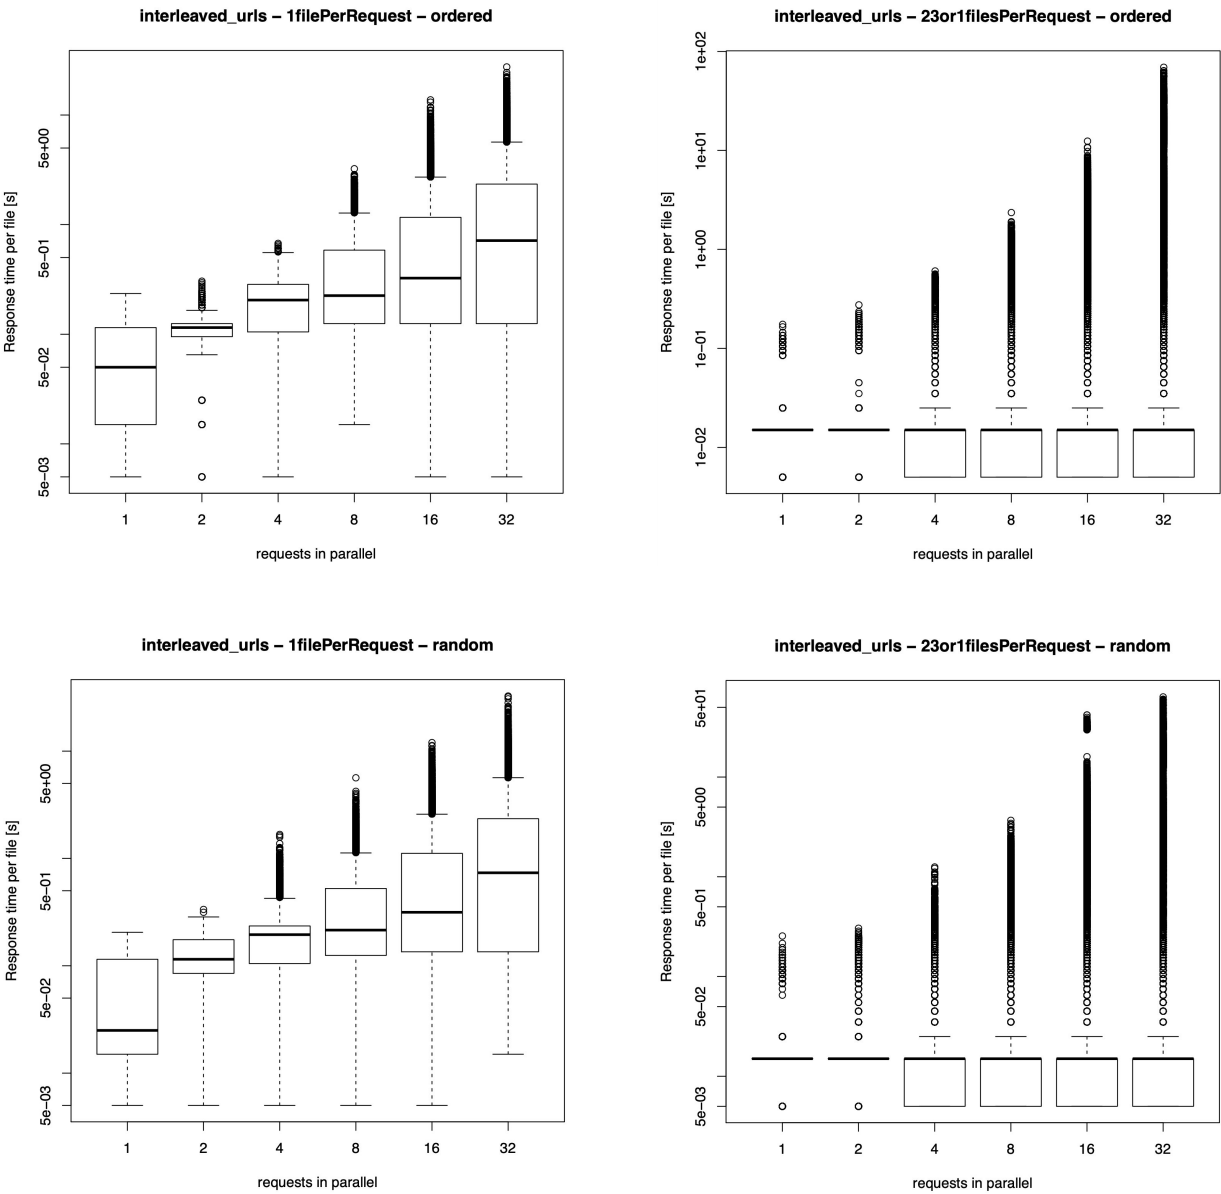 interleaved_urls − 1filePerRequest − ordered
Response time per file [s]
5e−03 5e−02 5e−01 5e+00
1 2 4 8 16 32
requests in parallel
interleaved_urls − 23or1filesPerRequest − ordered
Response time per file [s]
1e−02 1e−01 1e+00 1e+01 1e+02
1 2 4 8 16 32
requests in parallel
interleaved_urls − 1filePerRequest − random
Response time per file [s]
5e−03 5e−02 5e−01 5e+00
1 2 4 8 16 32
requests in parallel
interleaved_urls − 23or1filesPerRequest − random
Response time per file [s]
5e−03 5e−02 5e−01 5e+00 5e+01
1 2 4 8 16 32
requests in parallel